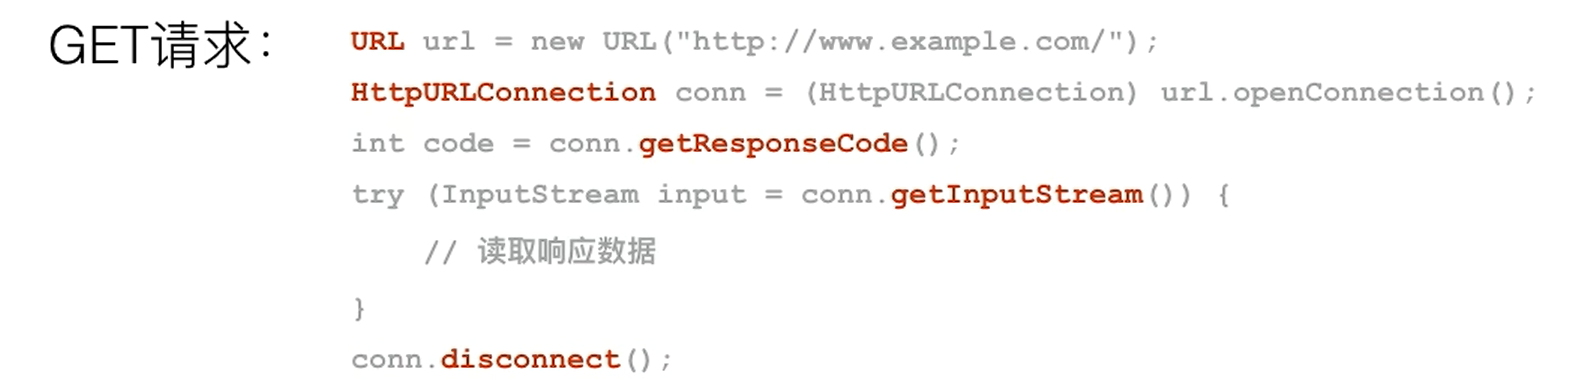 GET请求：
URL url = new URL("http://www.example.com/");
HttpURLConnection conn = (HttpURLConnection) url.openConnection();
int code = conn.getResponseCode();
try (InputStream input = conn.getInputStream()) {
    // 读取响应数据
}
conn.disconnect();